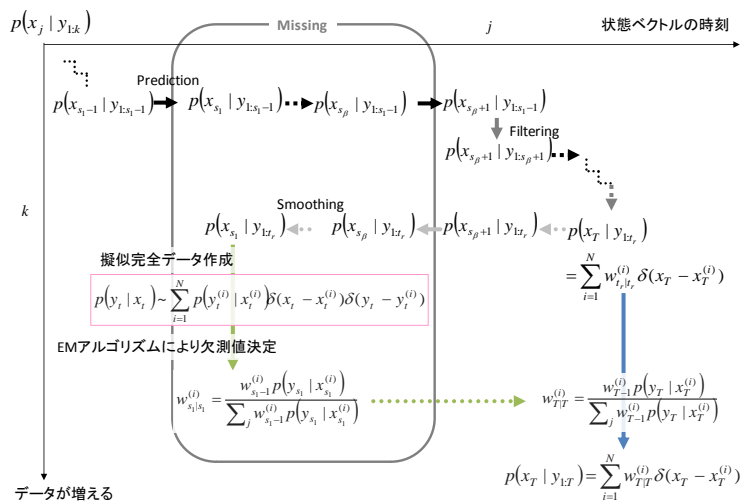 p(x_j | y_{1:k})
Missing
j
状態ベクトルの時刻
Prediction
p(x_{s_1-1} | y_{1:s_1-1})
p(x_{s_1} | y_{1:s_1-1})
p(x_{s_β} | y_{1:s_1-1})
p(x_{s_β+1} | y_{1:s_1-1})
Filtering
p(x_{s_β+1} | y_{1:s_β+1})
k
Smoothing
p(x_{s_1} | y_{1:t_r})
p(x_{s_β} | y_{1:t_r})
p(x_{s_β+1} | y_{1:t_r})
p(x_T | y_{1:t_r})
擬似完全データ作成
= \sum_{i=1}^{N} w_{t_r|t_r}^{(i)} δ(x_T − x_T^{(i)})
p(y_t | x_t) ~ \sum_{i=1}^{N} p(y_t^{(i)} | x_t^{(i)}) δ(x_t − x_t^{(i)}) δ(y_t − y_t^{(i)})
EMアルゴリズムにより欠測値決定
w_{s_1|s_1}^{(i)} = \frac{w_{s_1-1}^{(i)} p(y_{s_1} | x_{s_1}^{(i)})}{\sum_j w_{s_1-1}^{(i)} p(y_{s_1} | x_{s_1}^{(i)})}
w_{T|T}^{(i)} = \frac{w_{T-1}^{(i)} p(y_T | x_T^{(i)})}{\sum_j w_{T-1}^{(i)} p(y_T | x_T^{(i)})}
p(x_T | y_{1:T}) = \sum_{i=1}^{N} w_{T|T}^{(i)} δ(x_T − x_T^{(i)})
データが増える